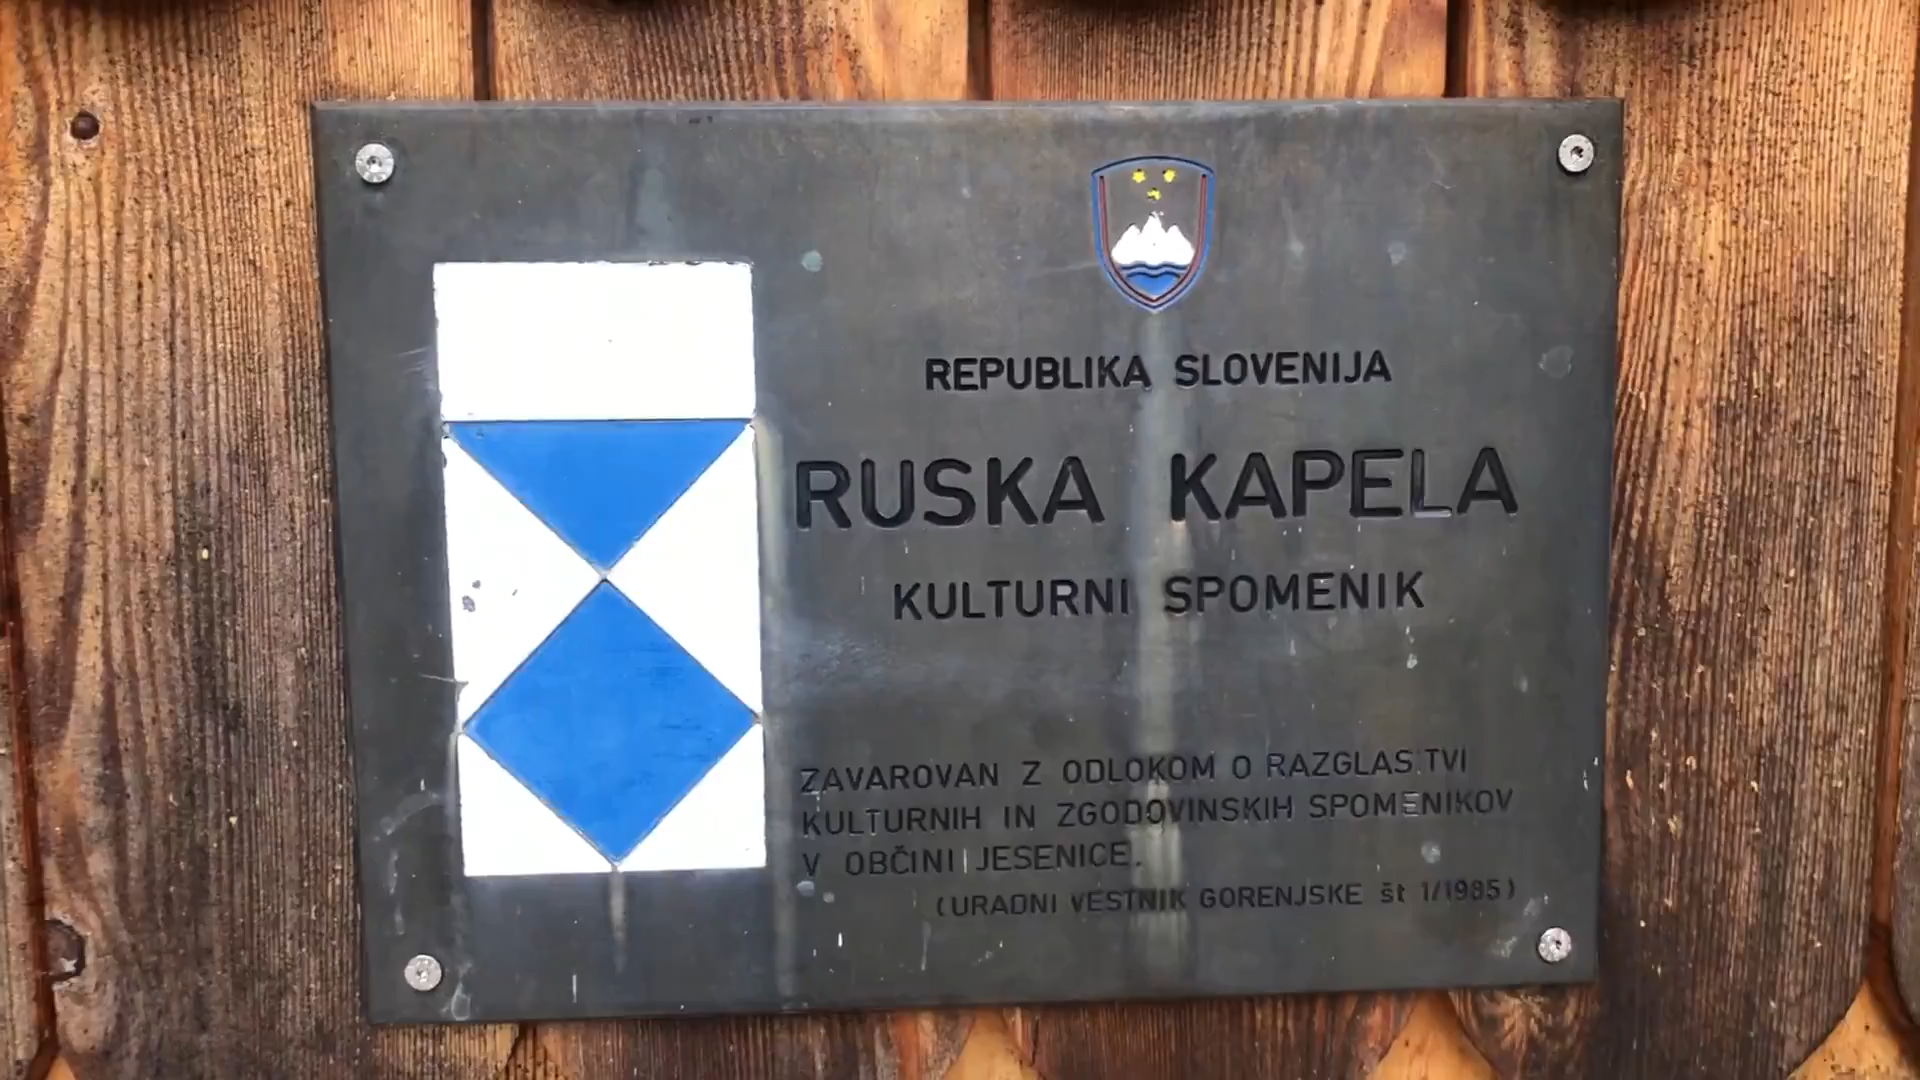 REPUBLIKA SLOVENIJA
RUSKA KAPELA
KULTURNI SPOMENIK
ZAVAROVAN Z ODLOKOM O RAZGLASITVI
KULTURNIH IN ZGODOVINSKIH SPOMENIKOV
V OBČINI JESENICE.
(URADNI VESTNIK GORENJSKE št 1/1985)